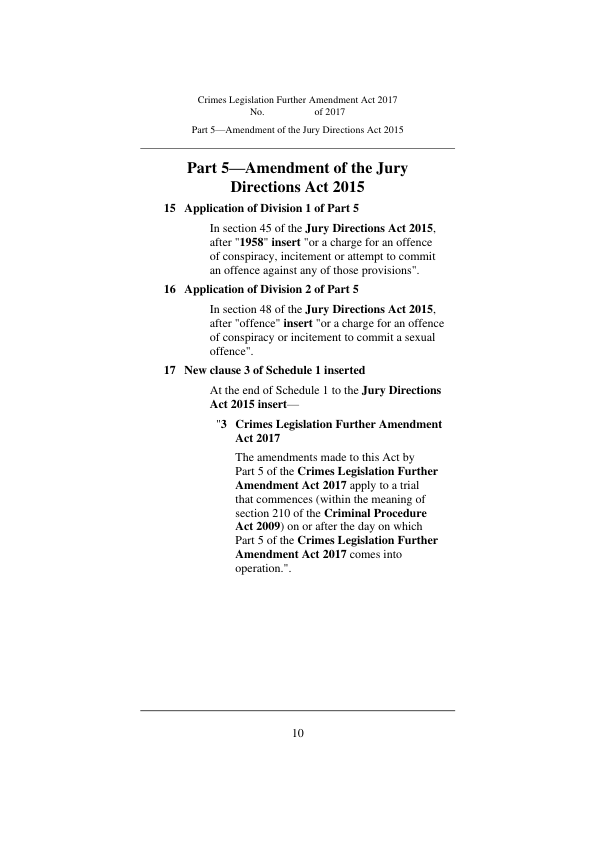 Crimes Legislation Further Amendment Act 2017
No. of 2017
Part 5—Amendment of the Jury Directions Act 2015
Part 5—Amendment of the Jury
Directions Act 2015
15 Application of Division 1 of Part 5
In section 45 of the Jury Directions Act 2015,
after "1958" insert "or a charge for an offence
of conspiracy, incitement or attempt to commit
an offence against any of those provisions".
16 Application of Division 2 of Part 5
In section 48 of the Jury Directions Act 2015,
after "offence" insert "or a charge for an offence
of conspiracy or incitement to commit a sexual
offence".
17 New clause 3 of Schedule 1 inserted
At the end of Schedule 1 to the Jury Directions
Act 2015 insert—
"3 Crimes Legislation Further Amendment
Act 2017
The amendments made to this Act by
Part 5 of the Crimes Legislation Further
Amendment Act 2017 apply to a trial
that commences (within the meaning of
section 210 of the Criminal Procedure
Act 2009) on or after the day on which
Part 5 of the Crimes Legislation Further
Amendment Act 2017 comes into
operation.".
10